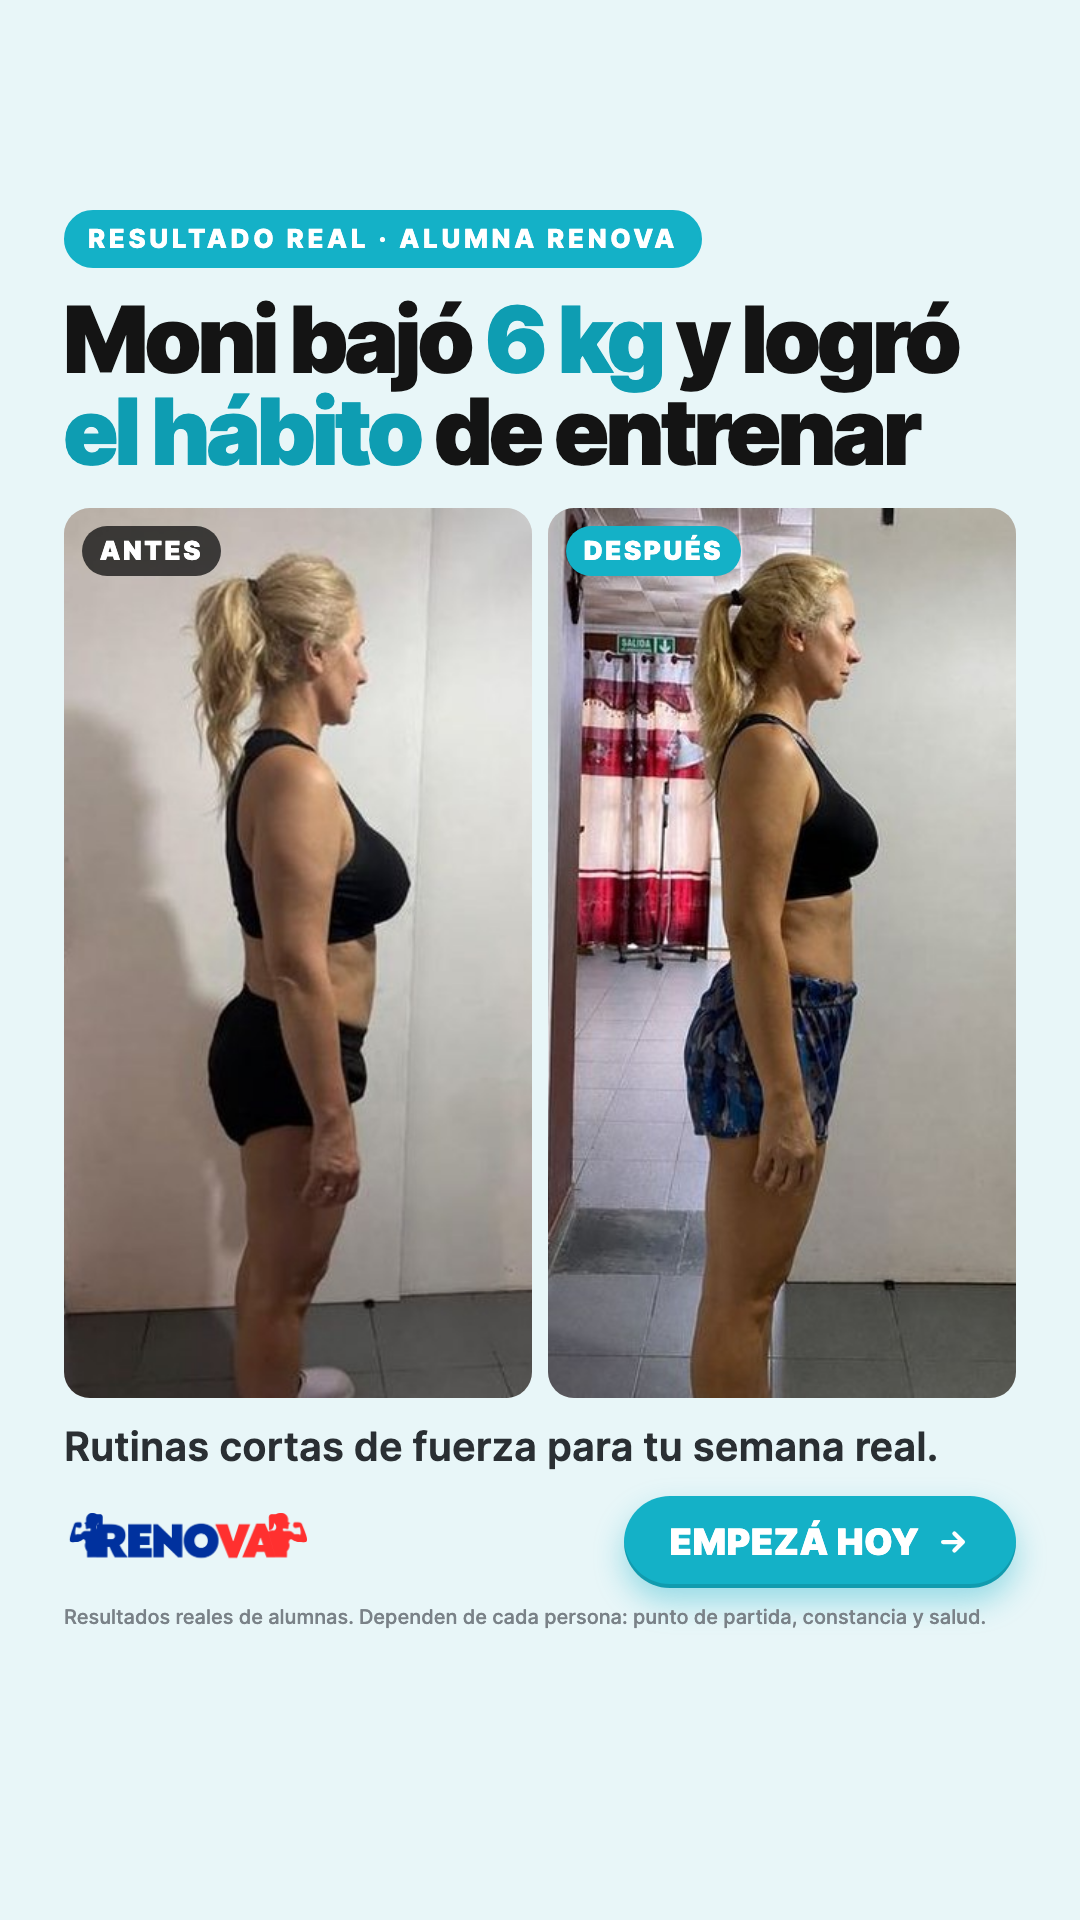 RESULTADO REAL · ALUMNA RENOVA
Moni bajó 6 kg y logró
el hábito de entrenar
ANTES
DESPUÉS
SALIDA
Rutinas cortas de fuerza para tu semana real.
RENOVA
EMPEZÁ HOY →
Resultados reales de alumnas. Dependen de cada persona: punto de partida, constancia y salud.